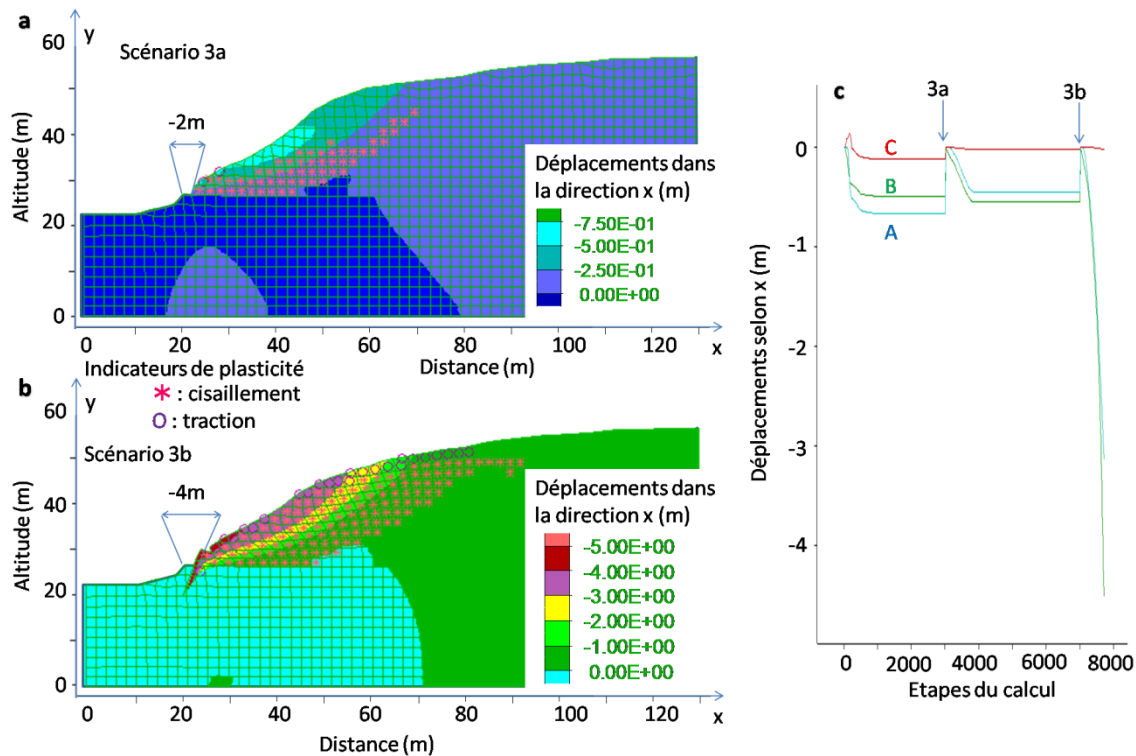 a
y
60
Scénario 3a
-2m
40
20
0
Altitude (m)
Déplacements dans
la direction x (m)
-7.50E-01
-5.00E-01
-2.50E-01
0.00E+00
0 20 40 60 80 100 120
x
Distance (m)
Indicateurs de plasticité
* : cisaillement
O : traction
b
y
60
Scénario 3b
-4m
40
20
0
Altitude (m)
Déplacements dans
la direction x (m)
-5.00E+00
-4.00E+00
-3.00E+00
-2.00E+00
-1.00E+00
0.00E+00
0 20 40 60 80 100 120
x
Distance (m)
c
3a
3b
C
B
A
0
-1
-2
-3
-4
Déplacements selon x (m)
0 2000 4000 6000 8000
Etapes du calcul